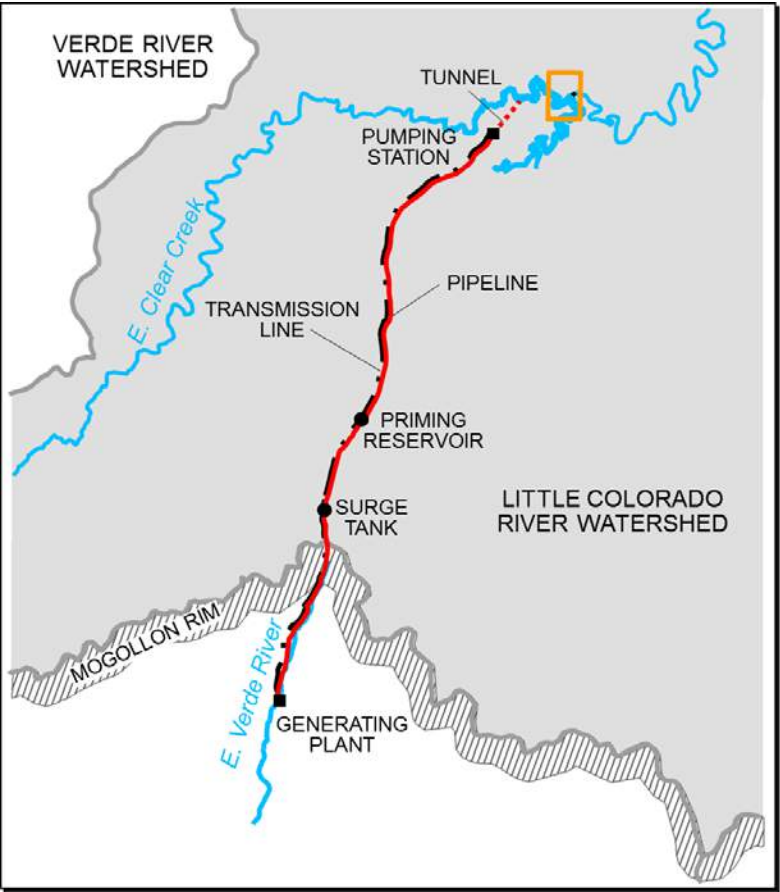 VERDE RIVER
WATERSHED
TUNNEL
PUMPING
STATION
E. Clear Creek
PIPELINE
TRANSMISSION
LINE
PRIMING
RESERVOIR
SURGE
TANK
LITTLE COLORADO
RIVER WATERSHED
MOGOLLON RIM
E. Verde River
GENERATING
PLANT